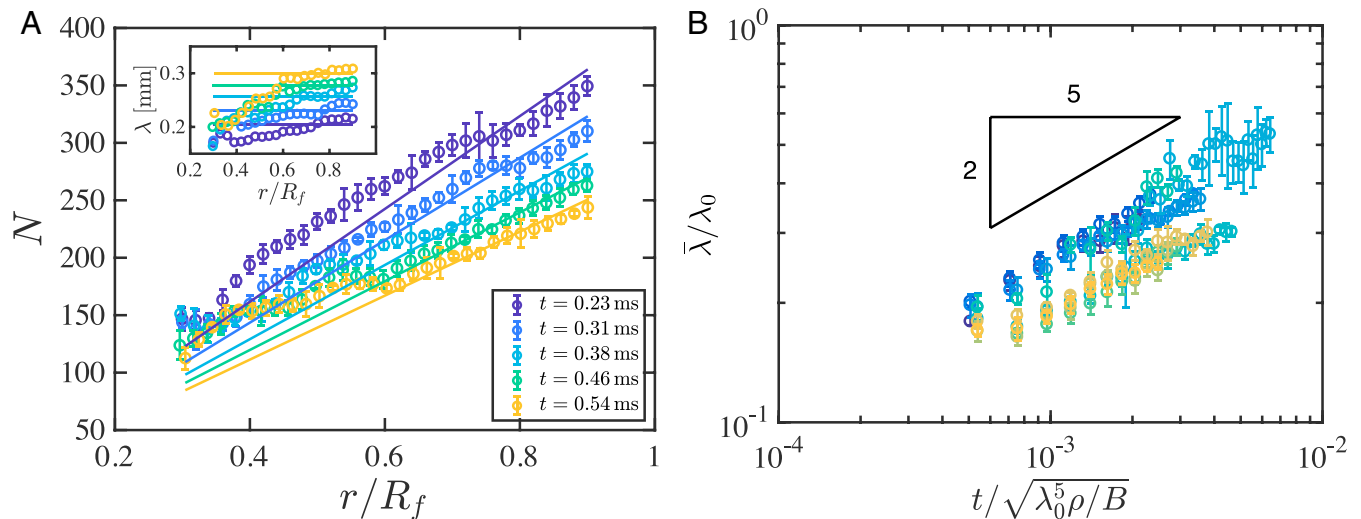 A
400
350
300
250
200
150
100
50
N
0.2
0.4
0.6
0.8
1
r/R_f
λ [mm]
0.3
0.2
0.2 0.4 0.6 0.8 1
r/R_f
t = 0.23 ms
t = 0.31 ms
t = 0.38 ms
t = 0.46 ms
t = 0.54 ms
B
10^0
10^-1
λ̄/λ_0
5
2
10^-4
10^-3
10^-2
t/√(λ_0^5 ρ/B)